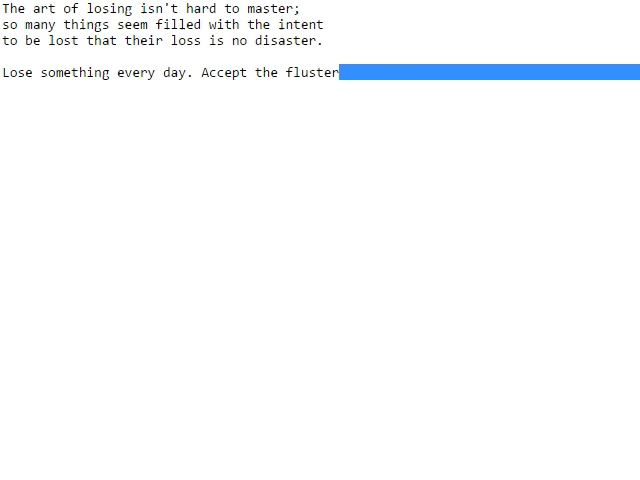 The art of losing isn't hard to master;
so many things seem filled with the intent
to be lost that their loss is no disaster.

Lose something every day. Accept the fluster